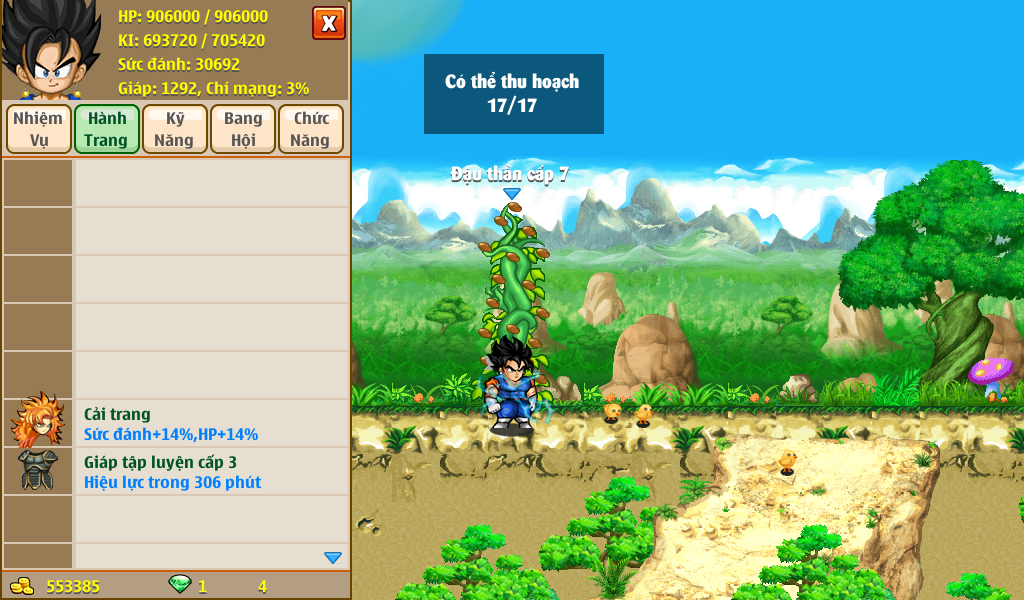 HP: 906000 / 906000
KI: 693720 / 705420
Sức đánh: 30692
Giáp: 1292, Chí mạng: 3%
X
Nhiệm Vụ
Hành Trang
Kỹ Năng
Bang Hội
Chức Năng
Cải trang
Sức đánh+14%,HP+14%
Giáp tập luyện cấp 3
Hiệu lực trong 306 phút
553385
1
4
Có thể thu hoạch
17/17
Đậu thần cấp 7